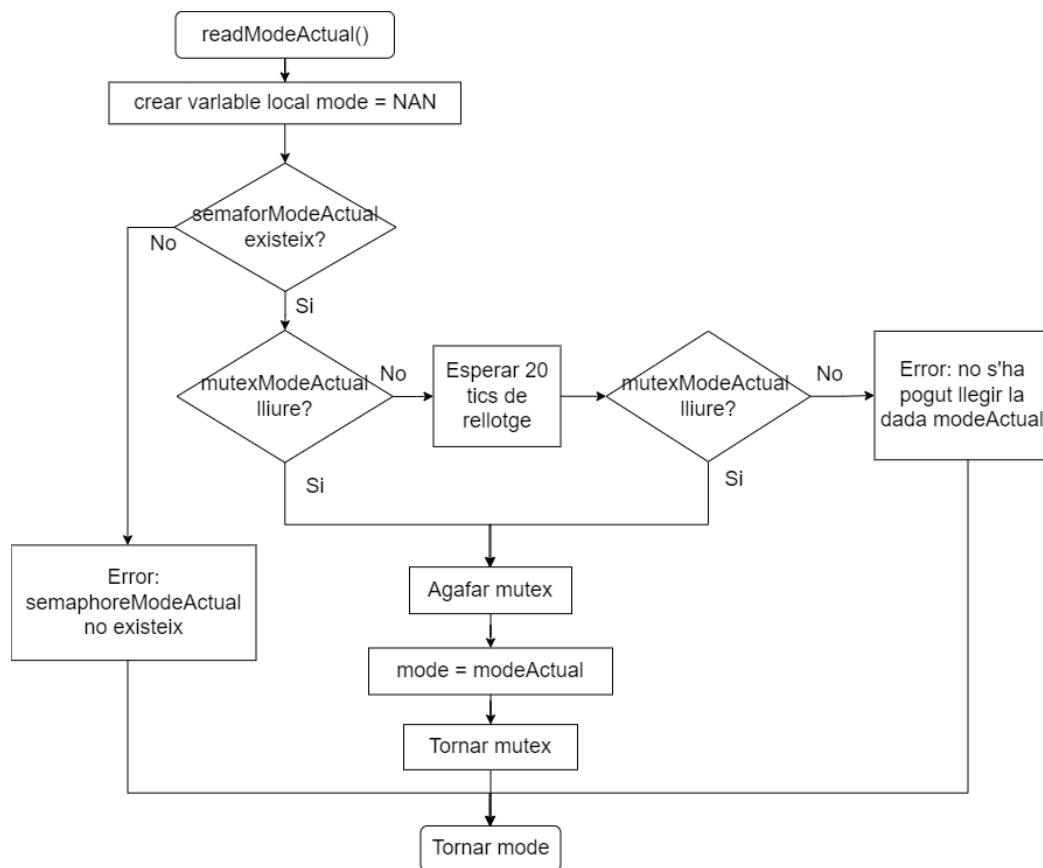 readModeActual()
crear varlable local mode = NAN
semaforModeActual
existeix?
No
Si
mutexModeActual
lliure?
No
Si
Esperar 20
tics de
rellotge
mutexModeActual
lliure?
No
Si
Error: no s'ha
pogut llegir la
dada modeActual
Error:
semaphoreModeActual
no existeix
Agafar mutex
mode = modeActual
Tornar mutex
Tornar mode